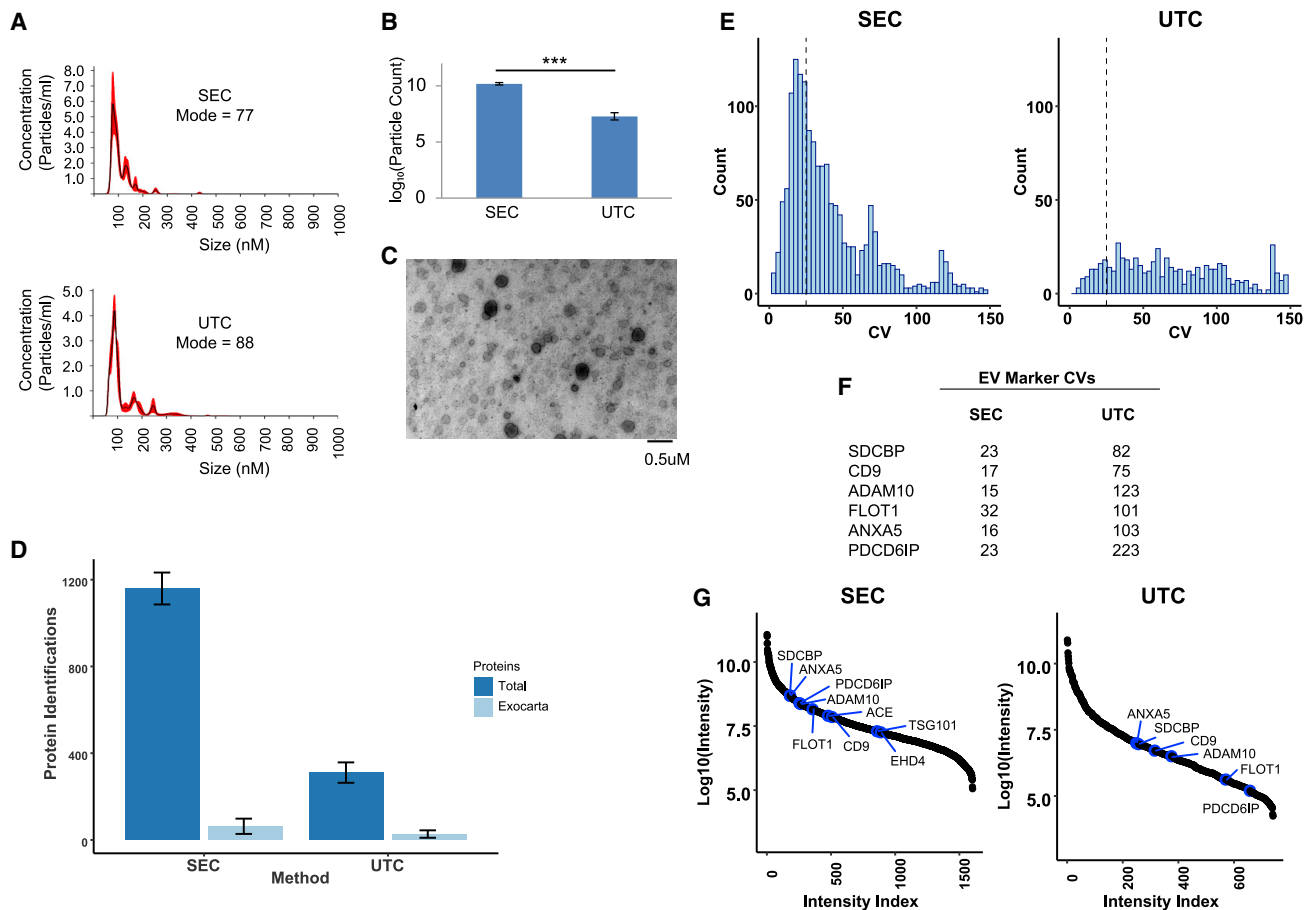 A
Concentration
(Particles/ml)
8.0
7.0
6.0
5.0
4.0
3.0
2.0
1.0
SEC
Mode = 77
100
200
300
400
500
600
700
800
900
1000
Size (nM)
Concentration
(Particles/ml)
5.0
4.0
3.0
2.0
1.0
UTC
Mode = 88
100
200
300
400
500
600
700
800
900
1000
Size (nM)
B
log10(Particle Count)
10
5
0
***
SEC
UTC
C
0.5uM
D
Protein Identifications
1200
800
400
0
SEC
UTC
Method
Proteins
Total
Exocarta
E
SEC
Count
100
50
0
0
50
100
150
CV
UTC
Count
100
50
0
0
50
100
150
CV
F
EV Marker CVs
SEC UTC
SDCBP 23 82
CD9 17 75
ADAM10 15 123
FLOT1 32 101
ANXA5 16 103
PDCD6IP 23 223
G
SEC
Log10(Intensity)
10.0
7.5
5.0
SDCBP
ANXA5
PDCD6IP
ADAM10
ACE
TSG101
FLOT1
CD9
EHD4
0
500
1000
1500
Intensity Index
UTC
Log10(Intensity)
10.0
7.5
5.0
ANXA5
SDCBP
CD9
ADAM10
FLOT1
PDCD6IP
0
200
400
600
Intensity Index